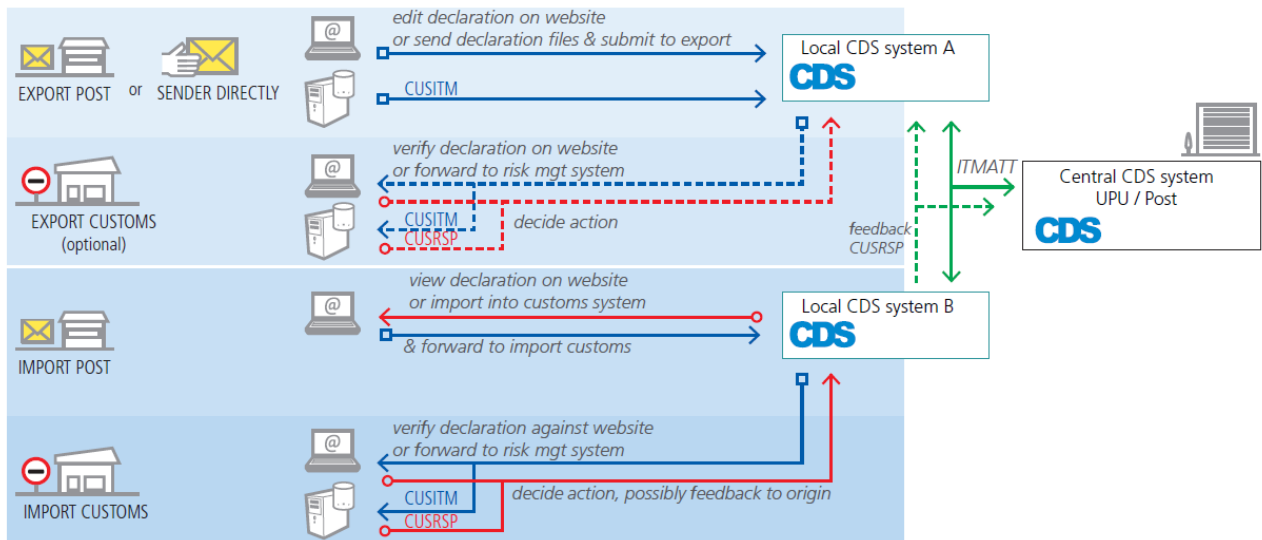 edit declaration on website
or send declaration files & submit to export
@
EXPORT POST or SENDER DIRECTLY
CUSITM
Local CDS system A
CDS
verify declaration on website
or forward to risk mgt system
@
EXPORT CUSTOMS
(optional)
CUSITM
CUSRSP
decide action
ITMATT
feedback
CUSRSP
Central CDS system
UPU / Post
CDS
view declaration on website
or import into customs system
@
& forward to import customs
IMPORT POST
Local CDS system B
CDS
verify declaration against website
or forward to risk mgt system
@
IMPORT CUSTOMS
CUSITM
CUSRSP
decide action, possibly feedback to origin